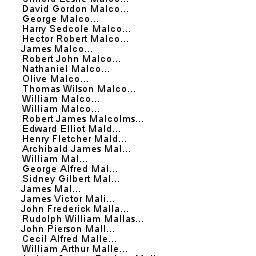 David Gordon Malco...
George Malco...
Harry Sedcole Malco...
Hector Robert Malco...
James Malco...
Robert John Malco...
Nathaniel Malco...
Olive Malco...
Thomas Wilson Malco...
William Malco...
William Malco...
Robert James Malcolms...
Edward Elliot Mald...
Henry Fletcher Mald...
Archibald James Mal...
William Mal...
George Alfred Mal...
Sidney Gilbert Mal...
James Mal...
James Victor Mali...
John Frederick Malla...
Rudolph William Mallas...
John Pierson Mall...
Cecil Alfred Malle...
William Arthur Malle...